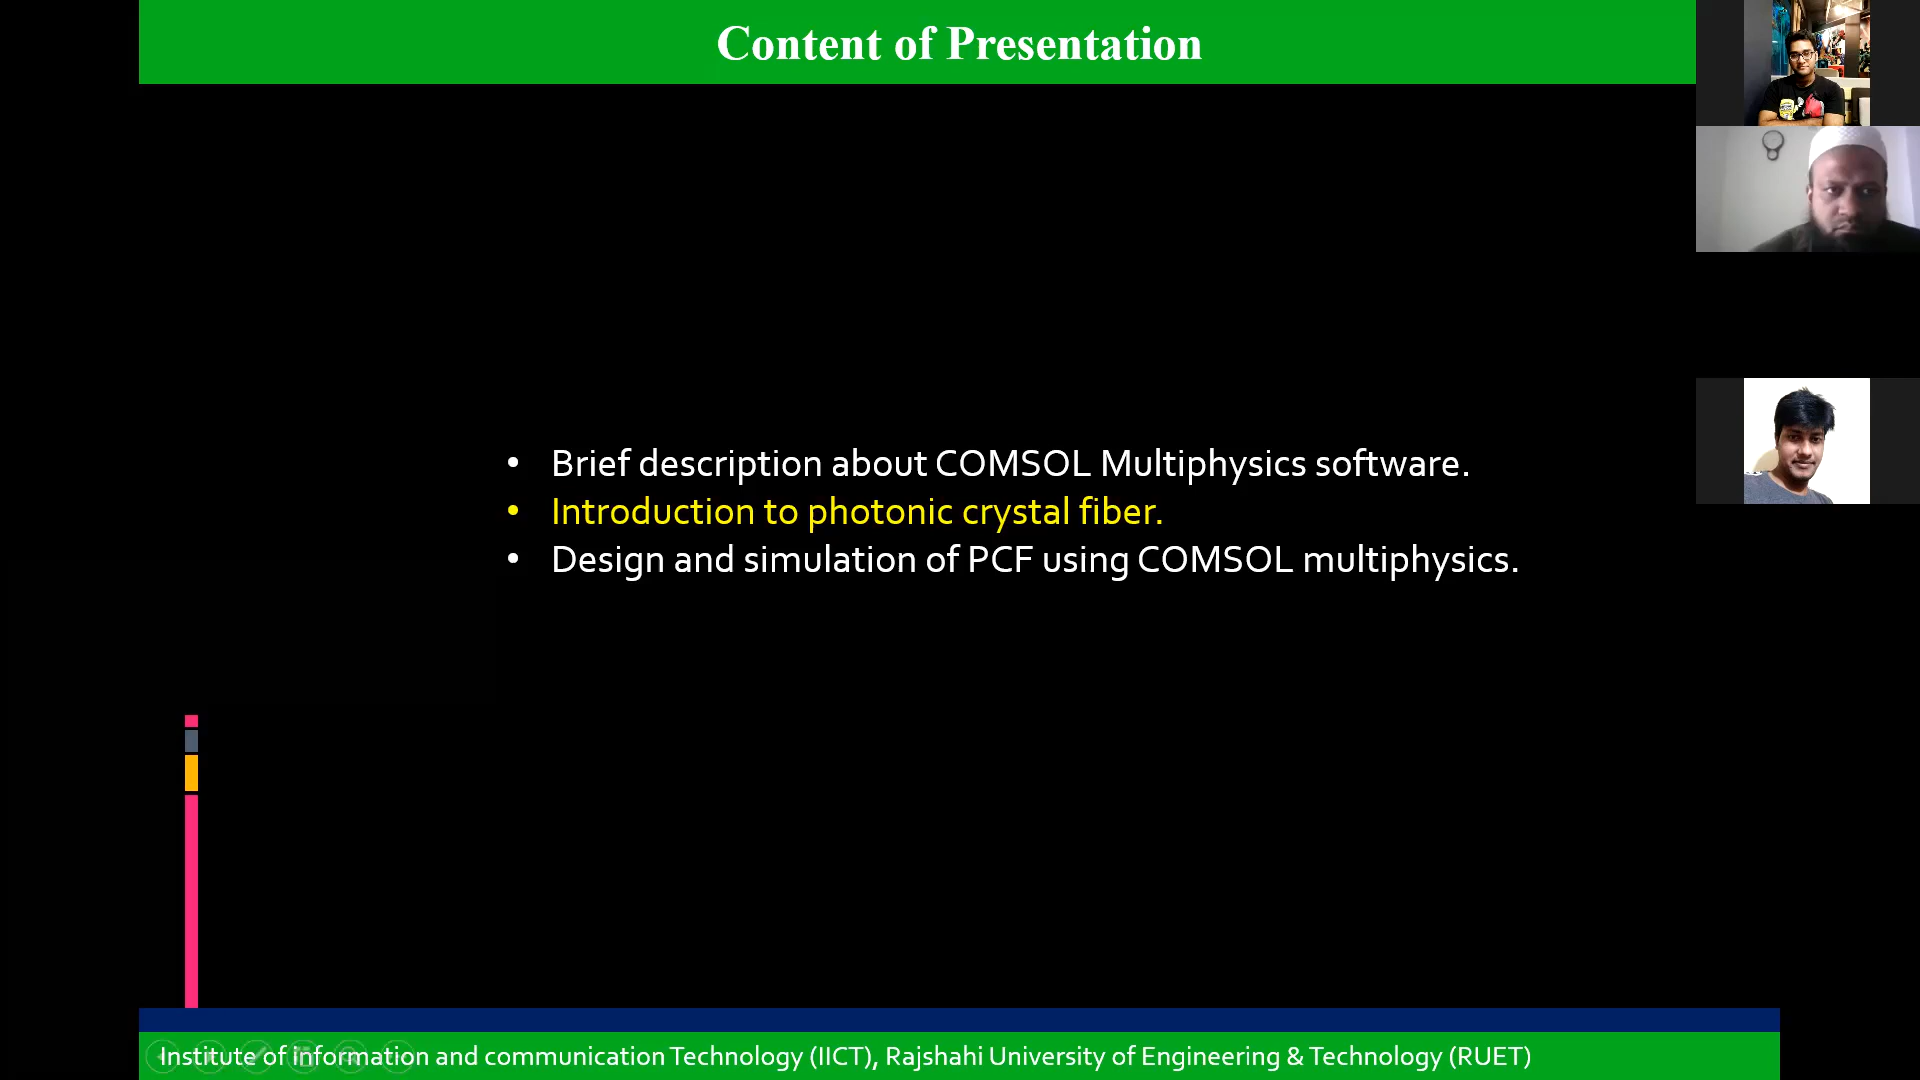 Content of Presentation
• Brief description about COMSOL Multiphysics software.
• Introduction to photonic crystal fiber.
• Design and simulation of PCF using COMSOL multiphysics.
Institute of information and communication Technology (IICT), Rajshahi University of Engineering & Technology (RUET)